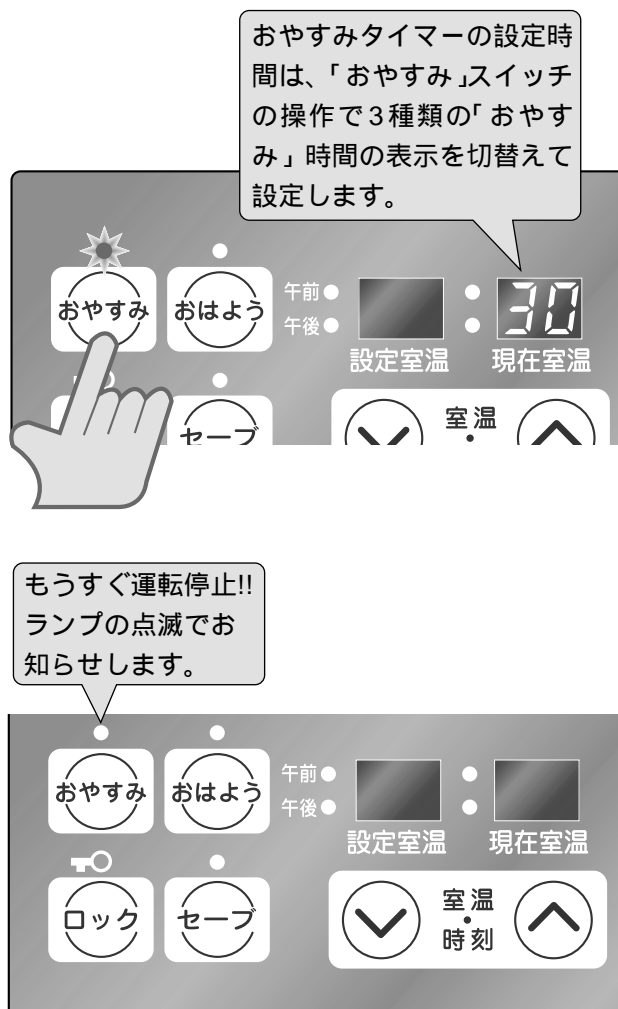 おやすみタイマーの設定時
間は、「おやすみ」スイッチ
の操作で3種類の「おやす
み」時間の表示を切替えて
設定します。
おやすみ
おはよう
午前
午後
30
設定室温
現在室温
セーブ
室温
もうすぐ運転停止!!
ランプの点滅でお
知らせします。
おやすみ
おはよう
午前
午後
設定室温
現在室温
ロック
セーブ
室温
・
時刻